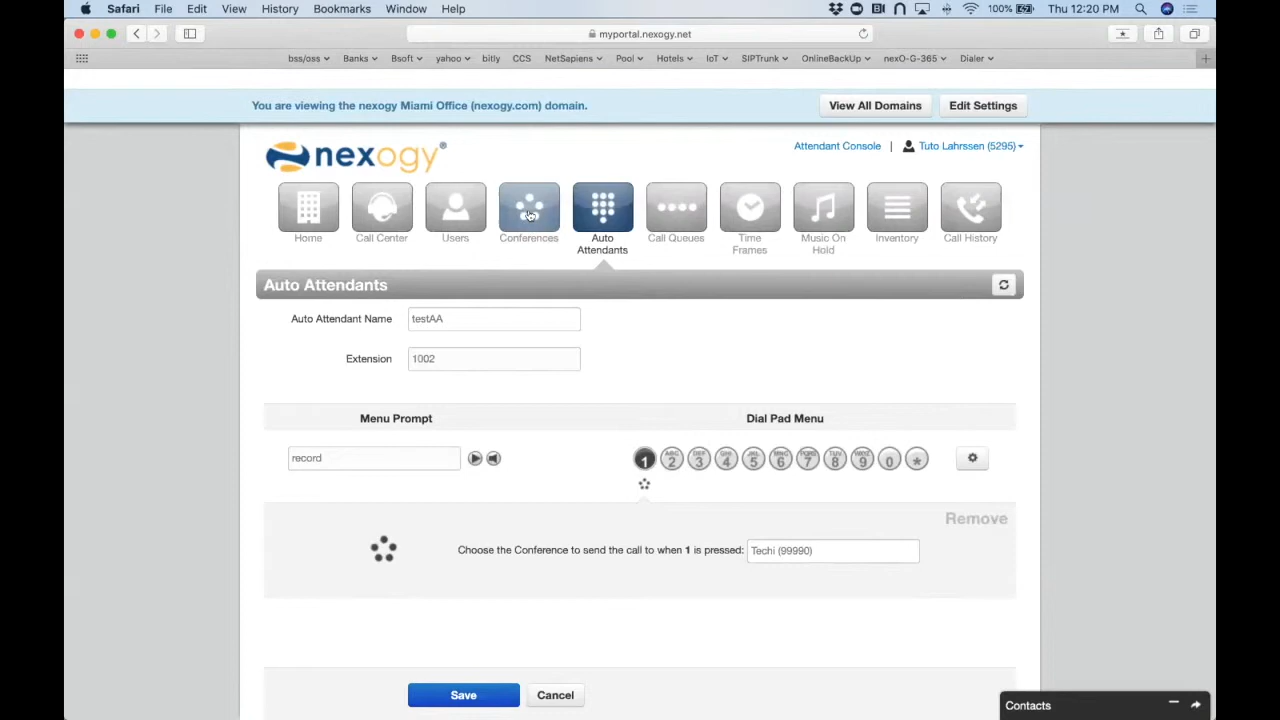 Safari File Edit View History Bookmarks Window Help 100% Thu 12:20 PM
myportal.nexogy.net
bss/oss Banks Bsoft yahoo bitly CCS NetSapiens Pool Hotels IoT SIPTrunk OnlineBackUp nexO-G-365 Dialer
You are viewing the nexogy Miami Office (nexogy.com) domain. View All Domains Edit Settings
nexogy®
Attendant Console | Tuto Lahrssen (5295)
Home Call Center Users Conferences Auto Attendants Call Queues Time Frames Music On Hold Inventory Call History
Auto Attendants
Auto Attendant Name testAA
Extension 1002
Menu Prompt Dial Pad Menu
record 1 2 3 4 5 6 7 8 9 0 *
Remove
Choose the Conference to send the call to when 1 is pressed: Techi (99990)
Save Cancel
Contacts